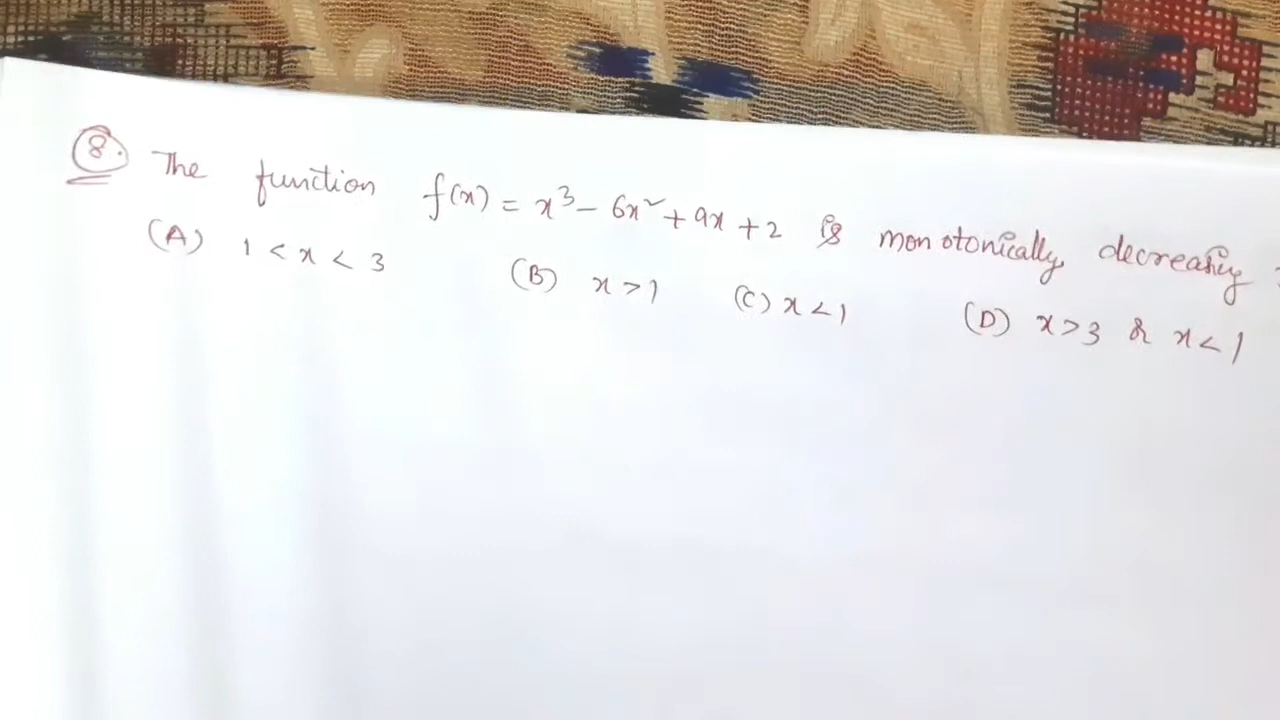 8. The function f(x) = x³ - 6x² + 9x + 2 is monotonically decreasing
(A) 1 < x < 3 (B) x > 1 (C) x < 1 (D) x > 3 & x < 1